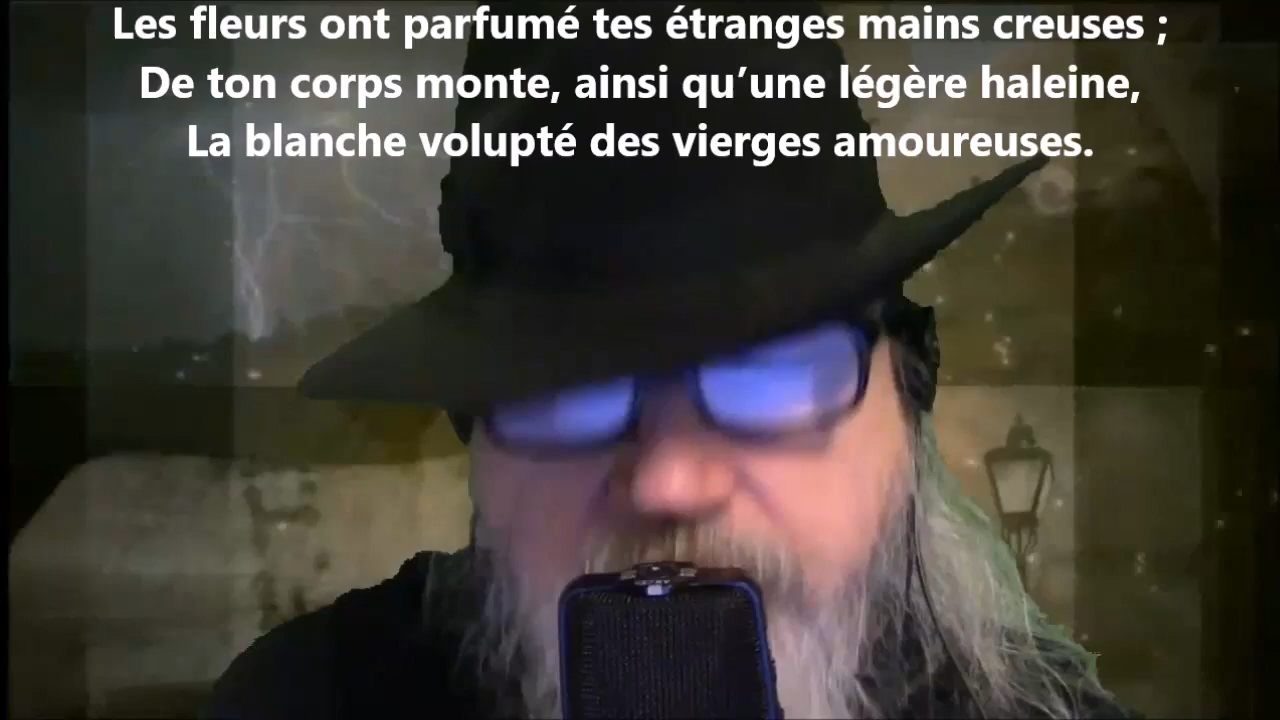 Les fleurs ont parfumé tes étranges mains creuses ;
De ton corps monte, ainsi qu’une légère haleine,
La blanche volupté des vierges amoureuses.